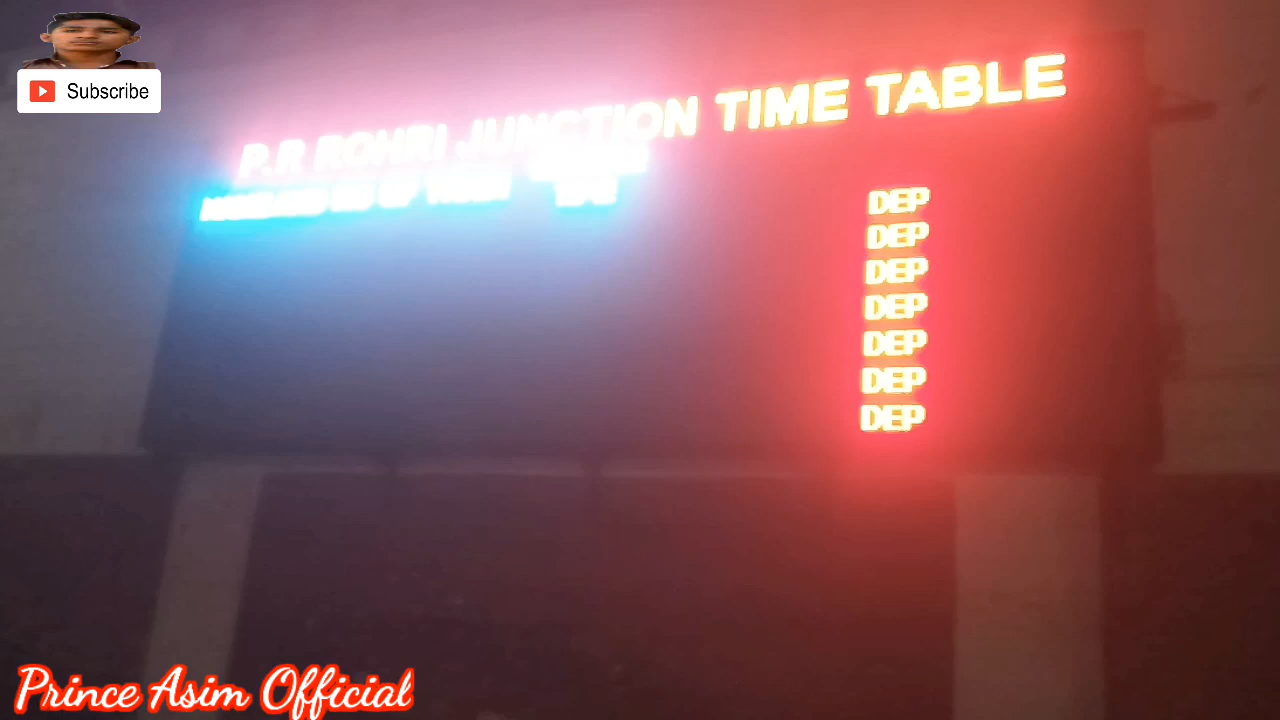 Subscribe
P.R ROHRI JUNCTION TIME TABLE
DEP
DEP
DEP
DEP
DEP
DEP
DEP
Prince Asim Official